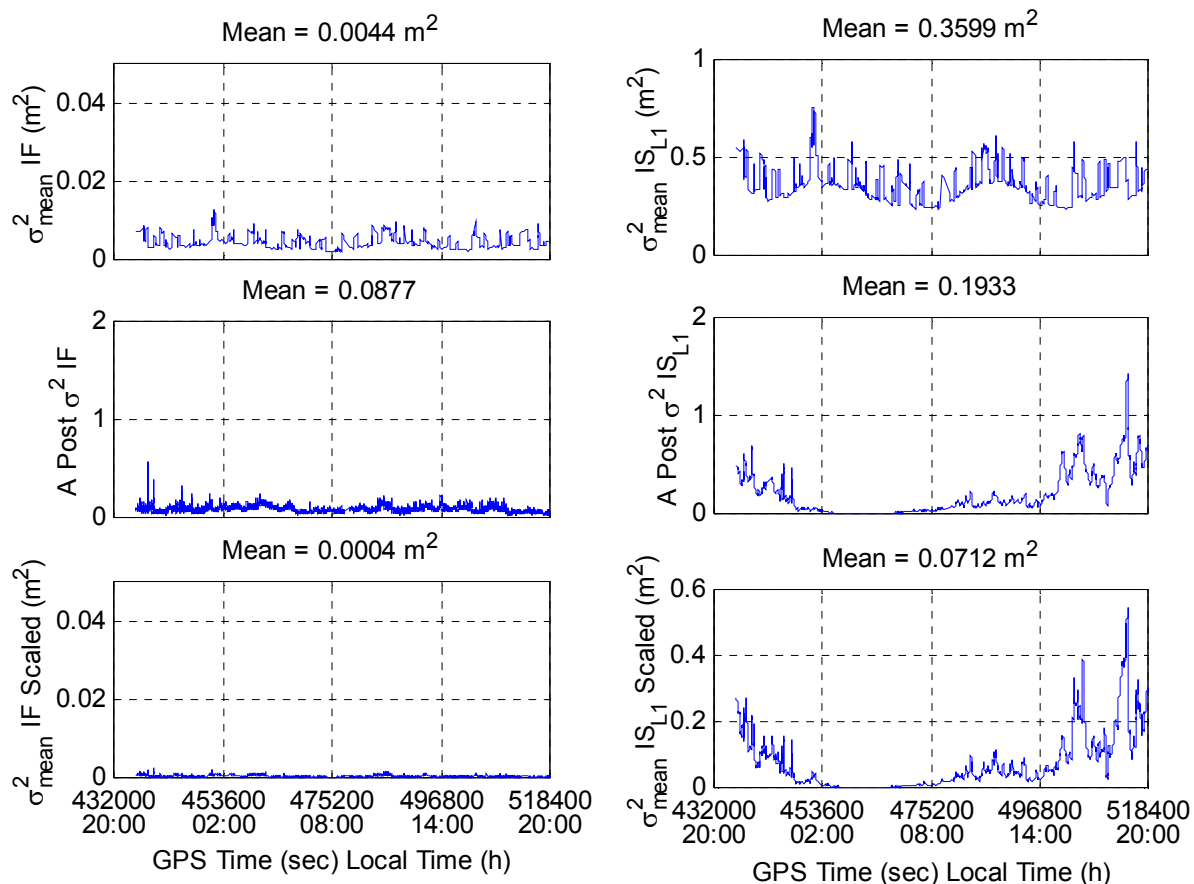 Mean = 0.0044 m²
σ²mean IF (m²)
0.04
0.02
0
Mean = 0.0877
A Post σ² IF
2
1
0
Mean = 0.0004 m²
σ²mean IF Scaled (m²)
0.04
0.02
0
432000 453600 475200 496800 518400
20:00 02:00 08:00 14:00 20:00
GPS Time (sec) Local Time (h)
Mean = 0.3599 m²
σ²mean IS_L1 (m²)
1
0.5
0
Mean = 0.1933
A Post σ² IS_L1
2
1
0
Mean = 0.0712 m²
σ²mean IS_L1 Scaled (m²)
0.6
0.4
0.2
0
432000 453600 475200 496800 518400
20:00 02:00 08:00 14:00 20:00
GPS Time (sec) Local Time (h)